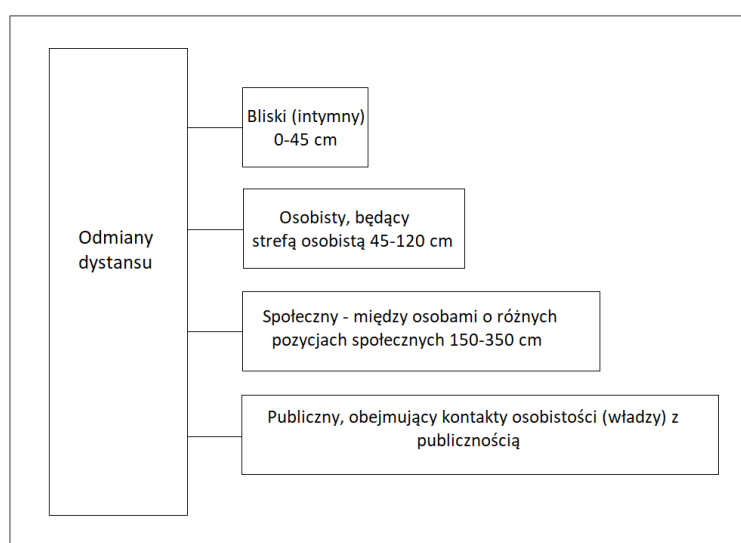 Odmiany
dystansu
Bliski (intymny)
0-45 cm
Osobisty, będący
strefą osobistą 45-120 cm
Społeczny - między osobami o różnych
pozycjach społecznych 150-350 cm
Publiczny, obejmujący kontakty osobistości (władzy) z
publicznością